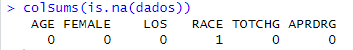 > colSums(is.na(dados))
AGE FEMALE LOS RACE TOTCHG APRDRG
0 0 0 1 0 0